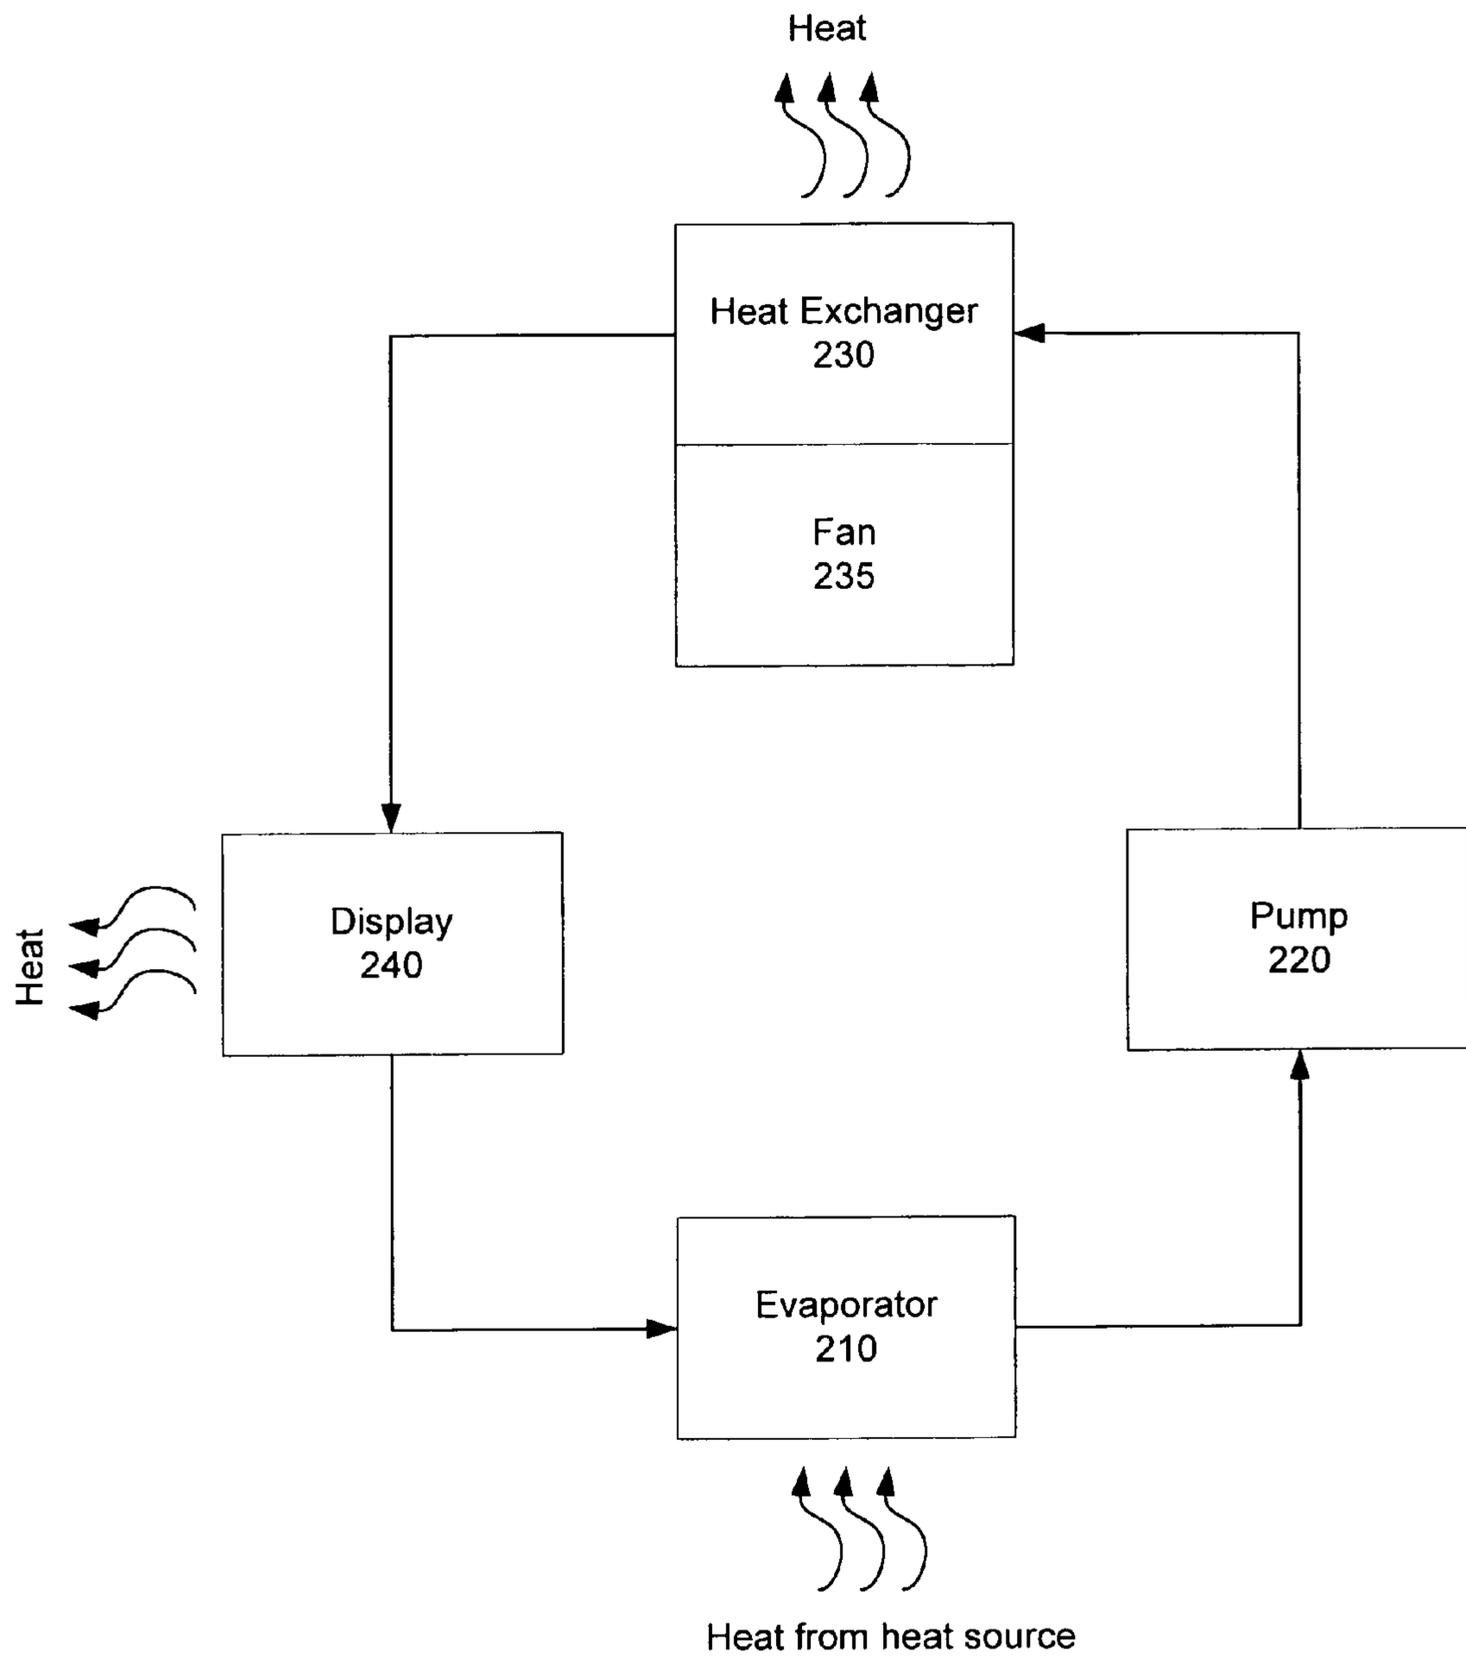 Heat
Heat Exchanger
230
Fan
235
Heat
Display
240
Pump
220
Evaporator
210
Heat from heat source